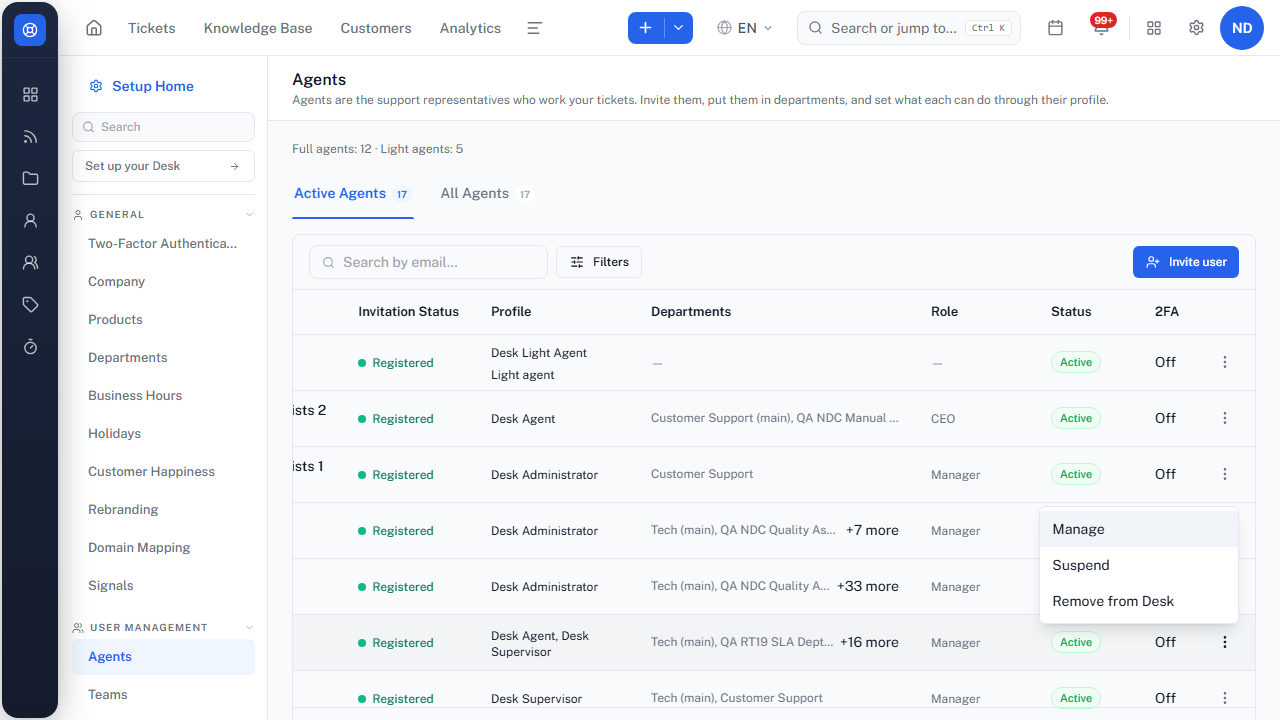 Tickets
Knowledge Base
Customers
Analytics
EN
Search or jump to...
Ctrl K
99+
ND
Setup Home
Search
Set up your Desk
GENERAL
Two-Factor Authentica...
Company
Products
Departments
Business Hours
Holidays
Customer Happiness
Rebranding
Domain Mapping
Signals
USER MANAGEMENT
Agents
Teams
Agents
Agents are the support representatives who work your tickets. Invite them, put them in departments, and set what each can do through their profile.
Full agents: 12 · Light agents: 5
Active Agents 17
All Agents 17
Search by email...
Filters
Invite user
Invitation Status Profile Departments Role Status 2FA
Registered Desk Light Agent — — Active Off
Light agent
ists 2 Registered Desk Agent Customer Support (main), QA NDC Manual ... CEO Active Off
ists 1 Registered Desk Administrator Customer Support Manager Active Off
Registered Desk Administrator Tech (main), QA NDC Quality As... +7 more Manager
Registered Desk Administrator Tech (main), QA NDC Quality A... +33 more Manager
Manage
Suspend
Remove from Desk
Registered Desk Agent, Desk Tech (main), QA RT19 SLA Dept... +16 more Manager Active Off
Supervisor
Registered Desk Supervisor Tech (main), Customer Support Manager Active Off